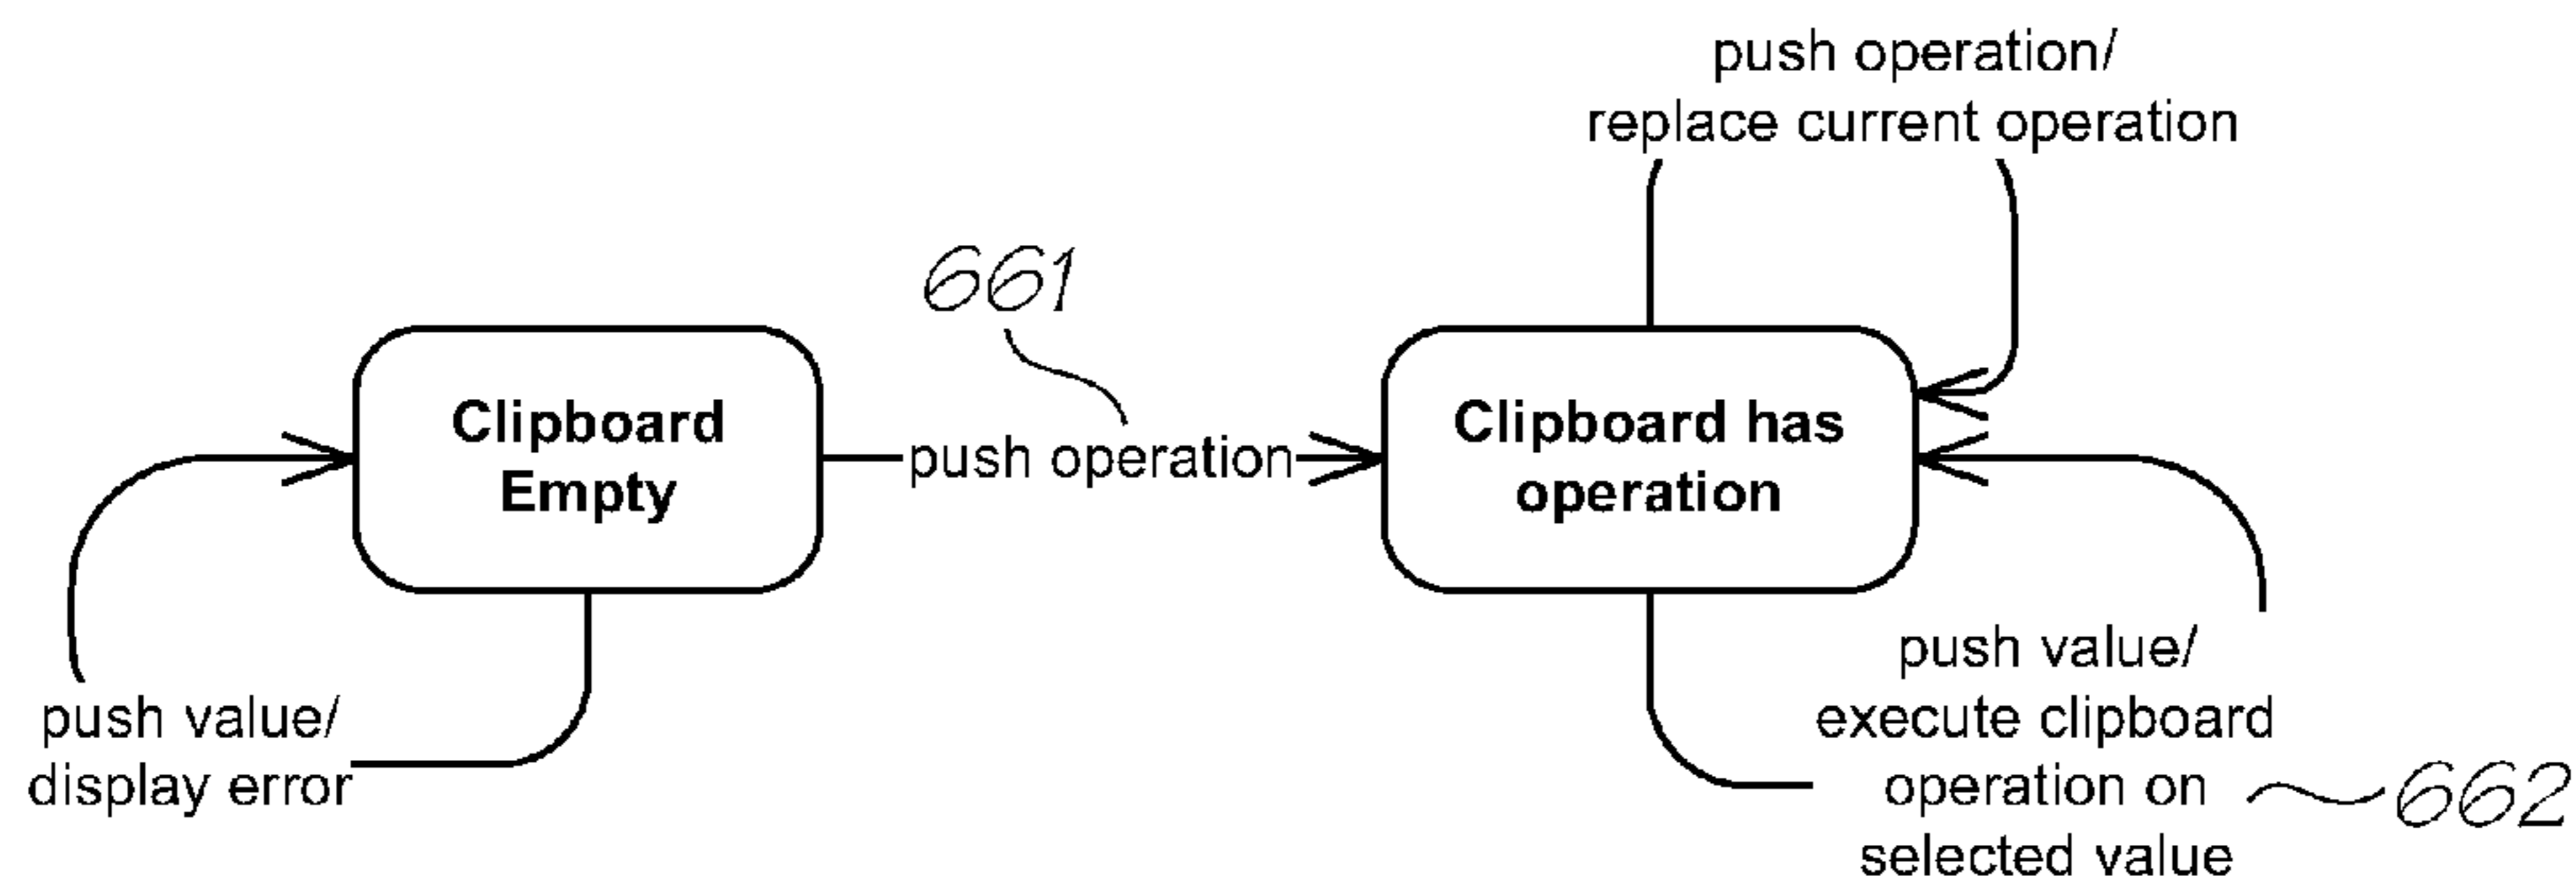 push operation/
replace current operation
661
Clipboard
Empty
push operation
Clipboard has
operation
push value/
display error
push value/
execute clipboard
operation on
selected value
662